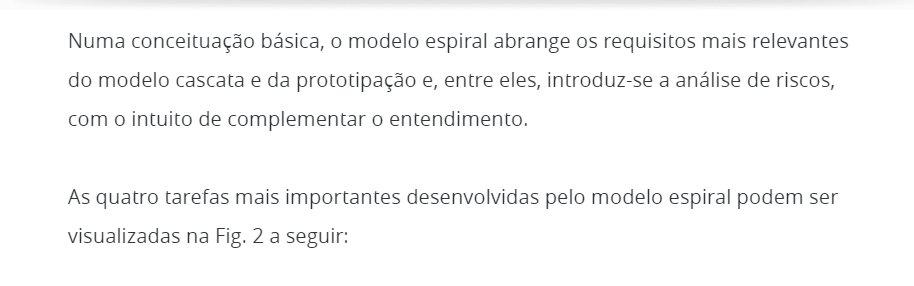 Numa conceituação básica, o modelo espiral abrange os requisitos mais relevantes
do modelo cascata e da prototipação e, entre eles, introduz-se a análise de riscos,
com o intuito de complementar o entendimento.
As quatro tarefas mais importantes desenvolvidas pelo modelo espiral podem ser
visualizadas na Fig. 2 a seguir: